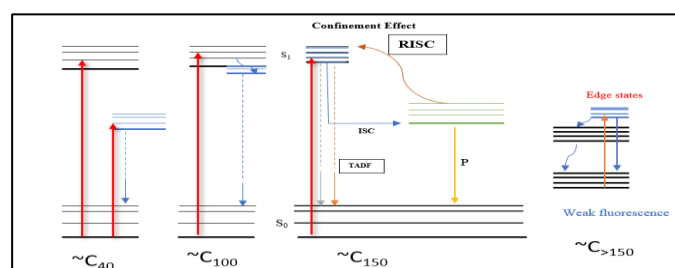 Confinement Effect
RISC
S1
Edge states
ISC
TADF
P
S0
Weak fluorescence
~C40
~C100
~C150
~C>150